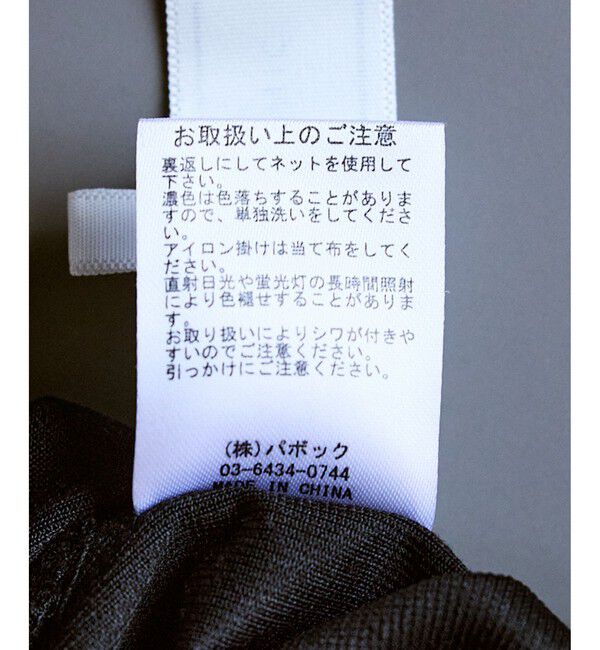 お取扱い上のご注意
裏返しにしてネットを使用して
下さい。
濃色は色落ちすることがありま
すので、単独洗いをしてくださ
い。
アイロン掛けは当て布をしてく
ださい。
直射日光や蛍光灯の長時間照射
により色褪せすることがありま
す。
お取り扱いによりシワが付きや
すいのでご注意ください。
引っかけにご注意ください。
(株)パボック
03-6434-0744
MADE IN CHINA